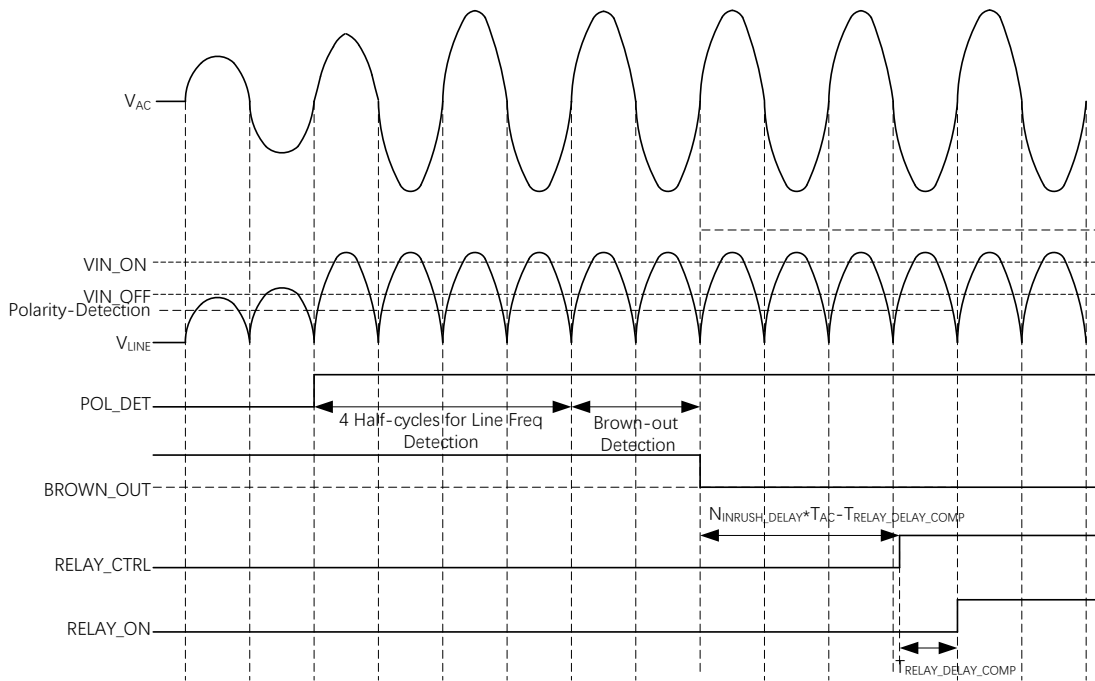 VAC
VIN_ON
VIN_OFF
Polarity-Detection
VLINE
POL_DET
4 Half-cycles for Line Freq
Detection
Brown-out
Detection
BROWN_OUT
NINRUSH_DELAY*TAC-TRELAY_DELAY_COMP
RELAY_CTRL
RELAY_ON
TRELAY_DELAY_COMP